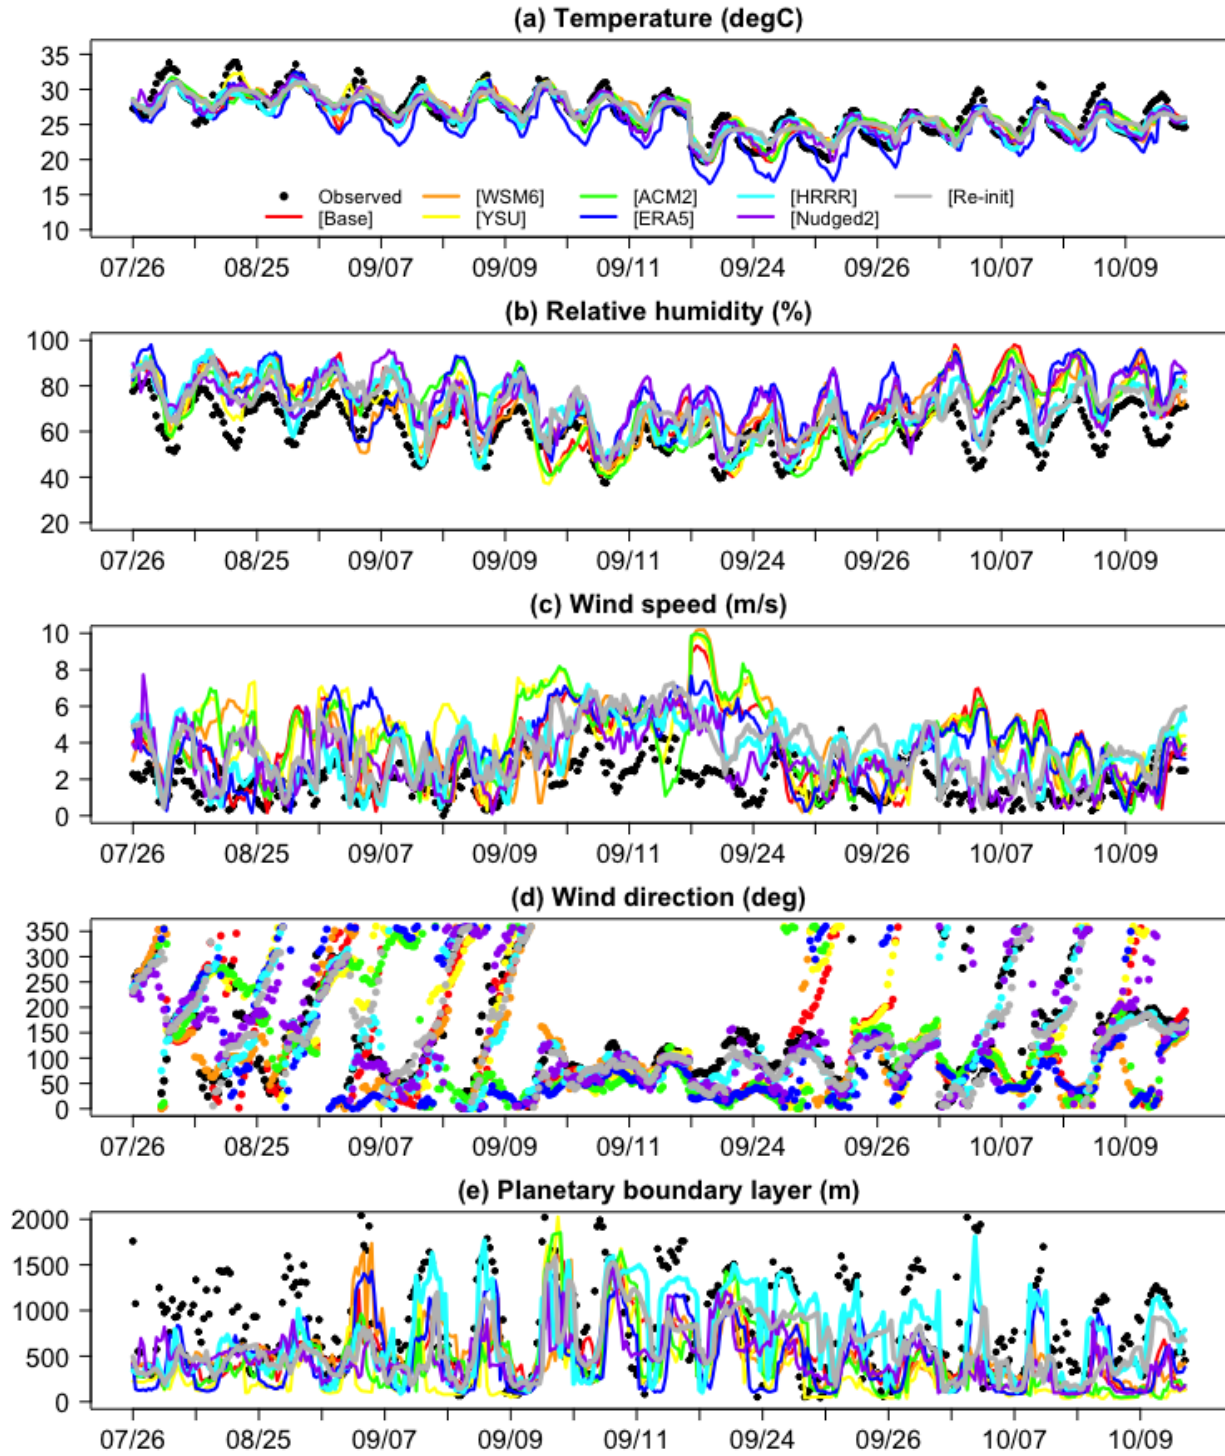 (a) Temperature (degC)
35
30
25
20
15
10
Observed [WSM6] [ACM2] [HRRR] [Re-init]
[Base] [YSU] [ERA5] [Nudged2]
07/26 08/25 09/07 09/09 09/11 09/24 09/26 10/07 10/09
(b) Relative humidity (%)
100
80
60
40
20
07/26 08/25 09/07 09/09 09/11 09/24 09/26 10/07 10/09
(c) Wind speed (m/s)
10
8
6
4
2
0
07/26 08/25 09/07 09/09 09/11 09/24 09/26 10/07 10/09
(d) Wind direction (deg)
350
300
250
200
150
100
50
0
07/26 08/25 09/07 09/09 09/11 09/24 09/26 10/07 10/09
(e) Planetary boundary layer (m)
2000
1500
1000
500
0
07/26 08/25 09/07 09/09 09/11 09/24 09/26 10/07 10/09